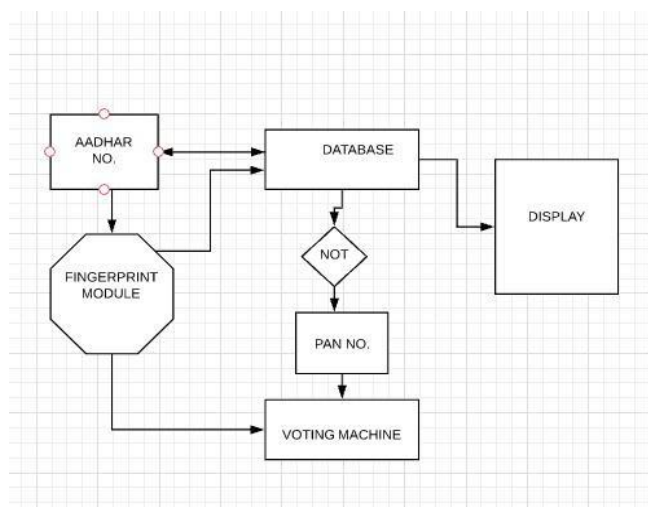 AADHAR
NO.
DATABASE
DISPLAY
NOT
FINGERPRINT
MODULE
PAN NO.
VOTING MACHINE